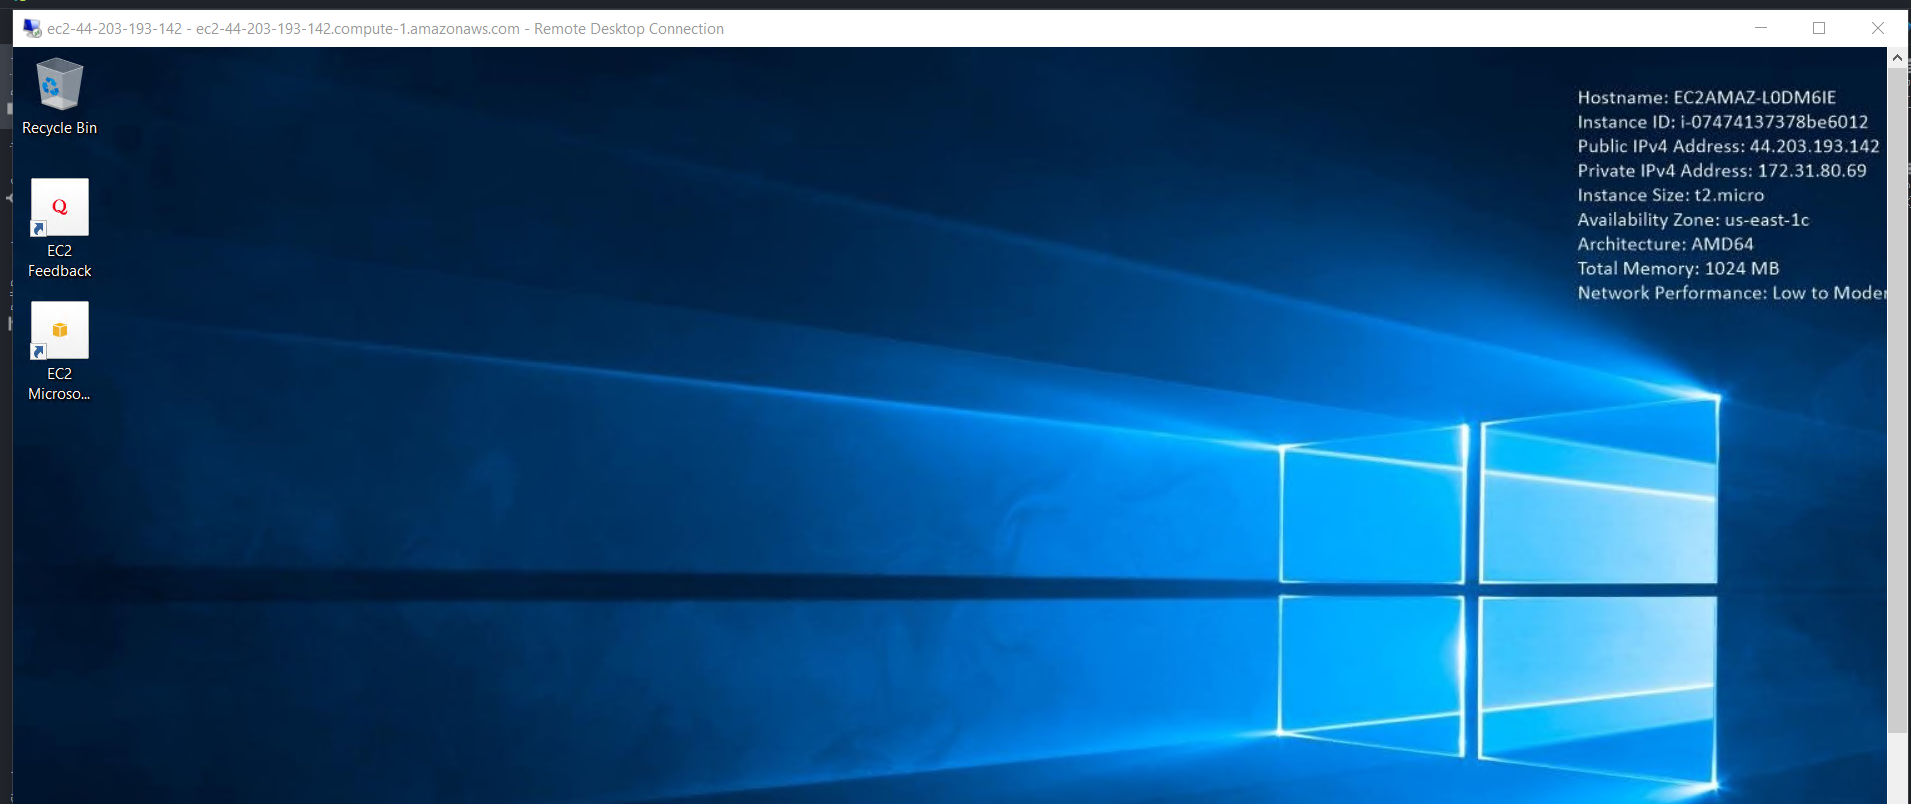 ec2-44-203-193-142 - ec2-44-203-193-142.compute-1.amazonaws.com - Remote Desktop Connection
Recycle Bin
Q
EC2
Feedback
EC2
Microso...
Hostname: EC2AMAZ-L0DM6IE
Instance ID: i-07474137378be6012
Public IPv4 Address: 44.203.193.142
Private IPv4 Address: 172.31.80.69
Instance Size: t2.micro
Availability Zone: us-east-1c
Architecture: AMD64
Total Memory: 1024 MB
Network Performance: Low to Moder